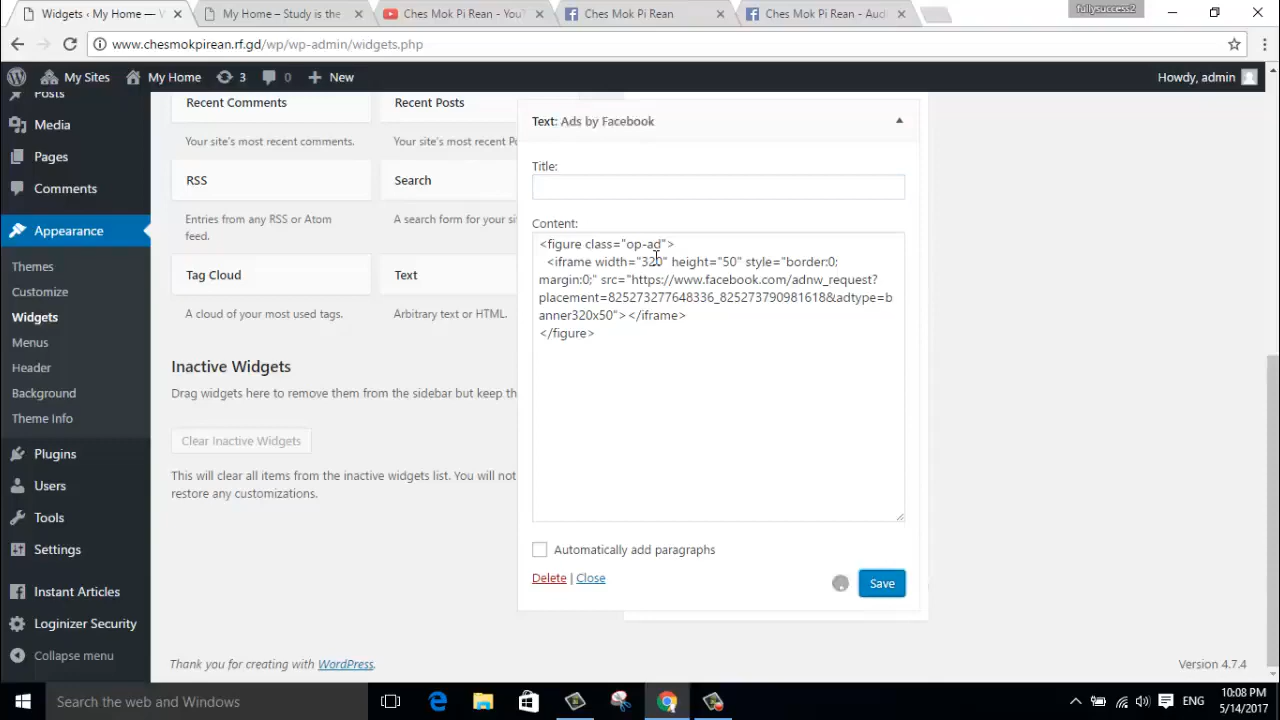 Widgets ‹ My Home — W
My Home – Study is the
Ches Mok Pi Rean - You
Ches Mok Pi Rean
Ches Mok Pi Rean - Aud
fullysuccess2
www.chesmokpirean.rf.gd/wp/wp-admin/widgets.php
My Sites
My Home
3
0
New
Howdy, admin
Posts
Media
Pages
Comments
Appearance
Themes
Customize
Widgets
Menus
Header
Background
Theme Info
Plugins
Users
Tools
Settings
Instant Articles
Loginizer Security
Collapse menu
Recent Comments
Your site's most recent comments.
Recent Posts
Your site's most recent P
RSS
Entries from any RSS or Atom
feed.
Search
A search form for your sit
Tag Cloud
A cloud of your most used tags.
Text
Arbitrary text or HTML.
Inactive Widgets
Drag widgets here to remove them from the sidebar but keep th
Clear Inactive Widgets
This will clear all items from the inactive widgets list. You will not
restore any customizations.
Text: Ads by Facebook
Title:
Content:
<figure class="op-ad">
<iframe width="320" height="50" style="border:0;
margin:0;" src="https://www.facebook.com/adnw_request?
placement=825273277648336_825273790981618&adtype=b
anner320x50"></iframe>
</figure>
Automatically add paragraphs
Delete | Close
Save
Thank you for creating with WordPress.
Version 4.7.4
Search the web and Windows
ENG
10:08 PM
5/14/2017